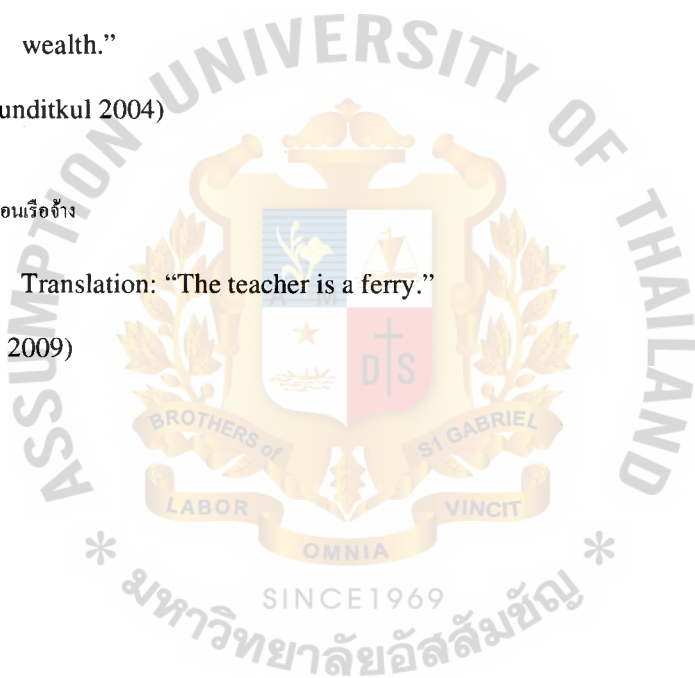 wealth.”
unditkul 2004)
อนเรือจ้าง
Translation: “The teacher is a ferry.”
2009)
ASSUMPTION UNIVERSITY OF THAILAND
A M
D S
BROTHERS of
S1 GABRIEL
LABOR
OMNIA
VINCIT
* *
SINCE1969
มหาวิทยาลัยอัสสัมชัญ